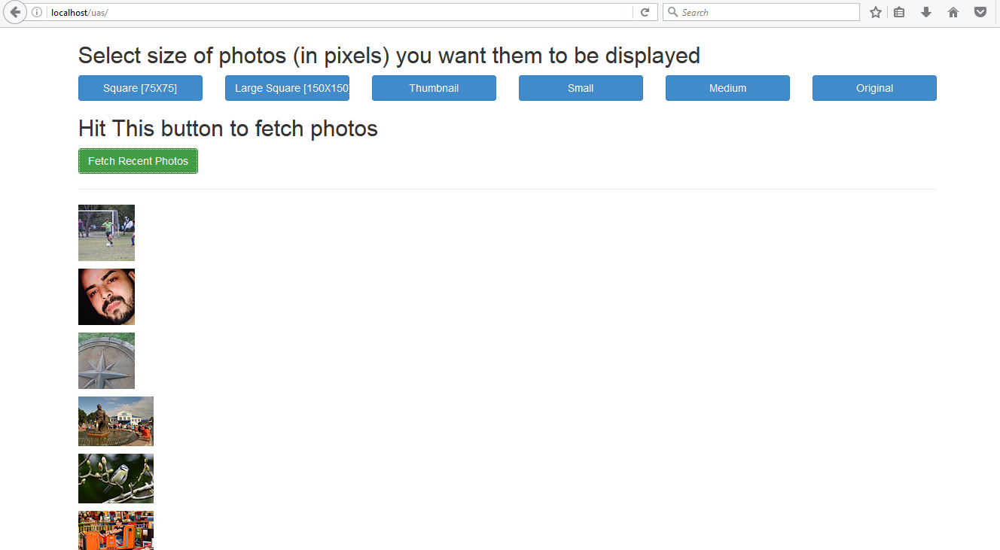 localhost/uas/
Search
Select size of photos (in pixels) you want them to be displayed
Square [75X75]
Large Square [150X150]
Thumbnail
Small
Medium
Original
Hit This button to fetch photos
Fetch Recent Photos